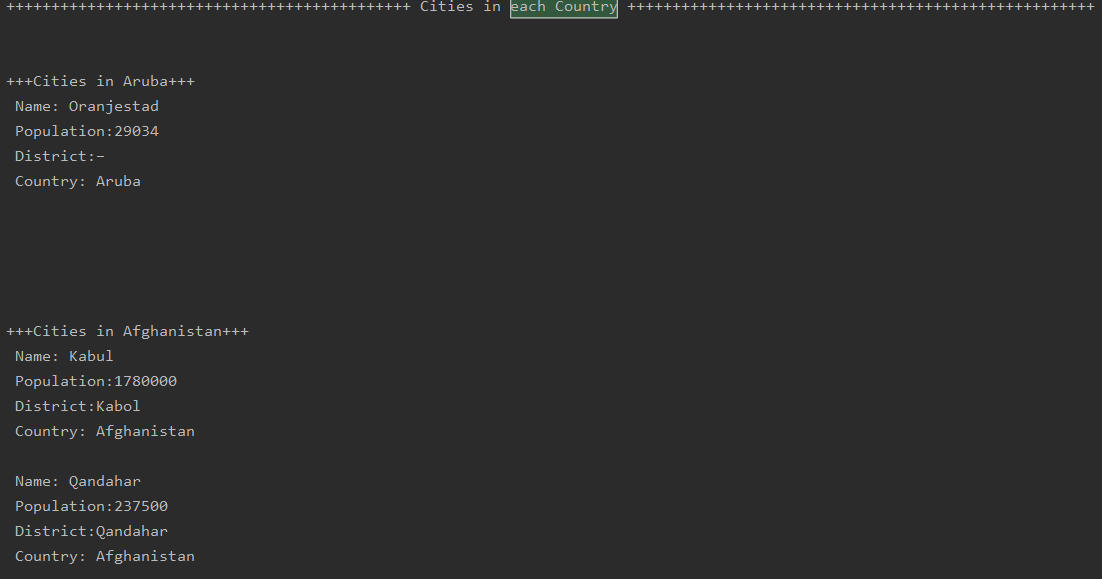 +++++++++++++++++++++++++++++++++++++++++++++ Cities in each Country ++++++++++++++++++++++++++++++++++++++++++++++++++++
+++Cities in Aruba+++
Name: Oranjestad
Population:29034
District:–
Country: Aruba
+++Cities in Afghanistan+++
Name: Kabul
Population:1780000
District:Kabol
Country: Afghanistan
Name: Qandahar
Population:237500
District:Qandahar
Country: Afghanistan